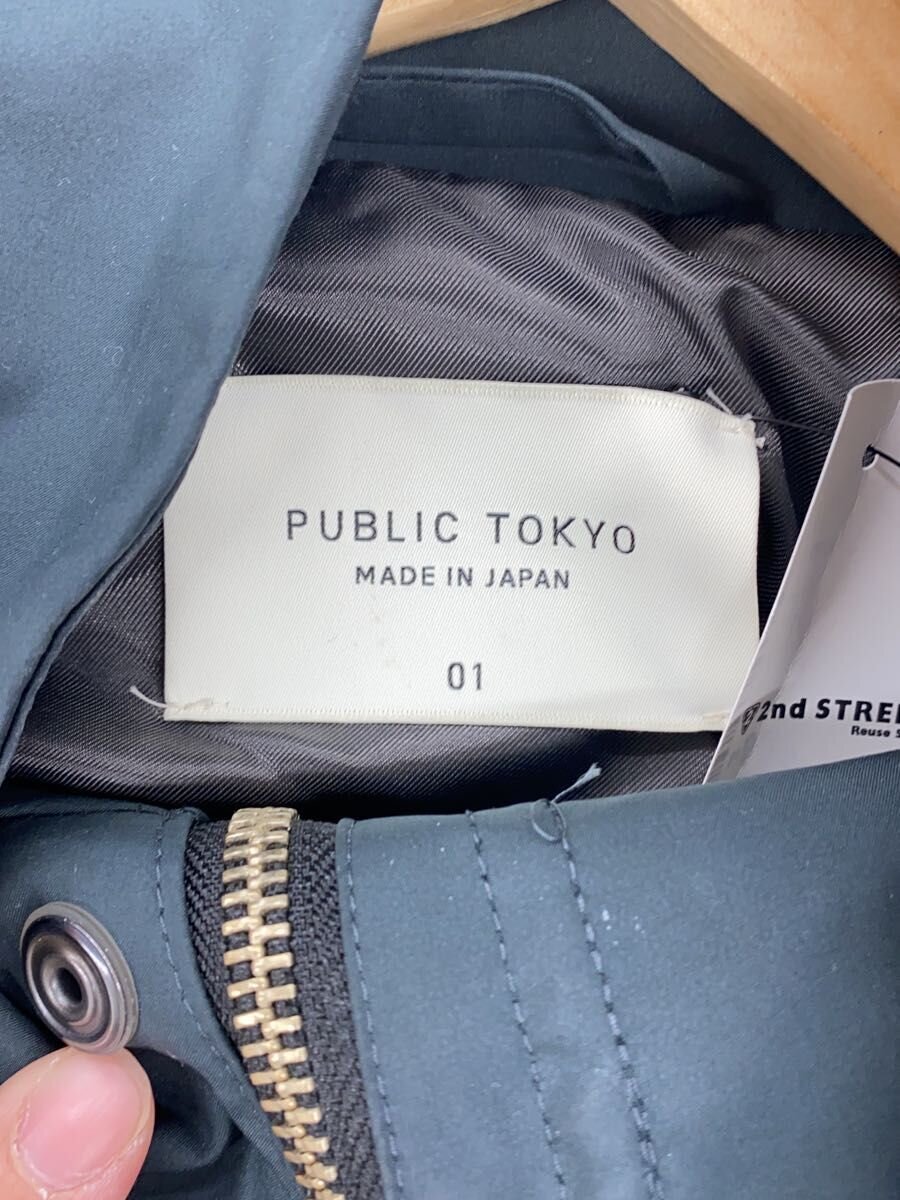 PUBLIC TOKYO
MADE IN JAPAN
01
2nd STREE
Reuse S